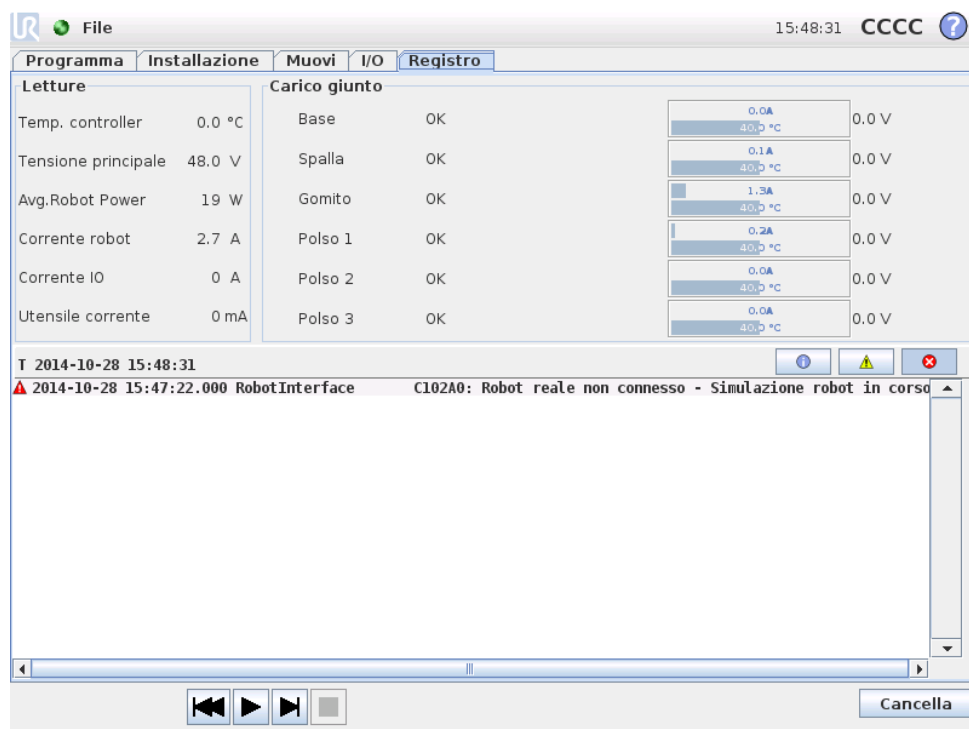 UR File 15:48:31 CCCC ?
Programma Installazione Muovi I/O Registro
Letture
Temp. controller 0.0 °C
Tensione principale 48.0 V
Avg.Robot Power 19 W
Corrente robot 2.7 A
Corrente IO 0 A
Utensile corrente 0 mA
Carico giunto
Base OK 0.0A 40.0 °C 0.0 V
Spalla OK 0.1A 40.0 °C 0.0 V
Gomito OK 1.3A 40.0 °C 0.0 V
Polso 1 OK 0.2A 40.0 °C 0.0 V
Polso 2 OK 0.0A 40.0 °C 0.0 V
Polso 3 OK 0.0A 40.0 °C 0.0 V
T 2014-10-28 15:48:31
2014-10-28 15:47:22.000 RobotInterface C102A0: Robot reale non connesso - Simulazione robot in corso
Cancella